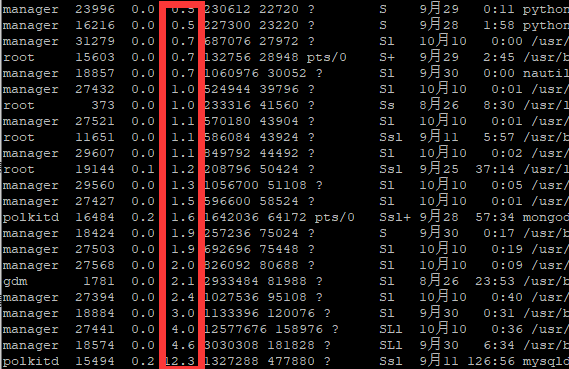 manager 23996 0.0 0.5 230612 22720 ? S 9月29 0:11 python
manager 16216 0.0 0.5 227300 23220 ? S 9月28 1:58 python
manager 31279 0.0 0.7 587076 27972 ? Sl 10月10 0:00 /usr/
root 15603 0.0 0.7 132756 28948 pts/0 S+ 9月29 2:45 /usr/b
manager 18857 0.0 0.7 1060976 30052 ? Sl 9月30 0:00 nautil
manager 27432 0.0 1.0 524944 39796 ? Sl 10月10 0:01 /usr/b
root 373 0.0 1.0 233316 41560 ? Ss 8月26 8:30 /usr/l
manager 27521 0.0 1.1 570180 43904 ? Sl 10月10 0:01 /usr/b
root 11651 0.0 1.1 586084 43924 ? Ssl 9月11 5:57 /usr/b
manager 29607 0.0 1.1 849792 44492 ? Sl 10月10 0:02 /usr/
root 19144 0.1 1.2 208796 50424 ? Ssl 9月25 37:14 /usr/l
manager 29560 0.0 1.3 1056700 51108 ? Sl 10月10 0:05 /usr/
manager 27427 0.0 1.5 596600 58524 ? Sl 10月10 0:01 /usr/
polkitd 16484 0.2 1.6 1642036 64172 pts/0 Ssl+ 9月28 57:34 mongod
manager 18424 0.0 1.9 257236 75024 ? S 9月30 0:17 /usr/b
manager 27503 0.0 1.9 692696 75448 ? Sl 10月10 0:19 /usr/
manager 27568 0.0 2.0 826092 80688 ? Sl 10月10 0:09 /usr/
gdm 1781 0.0 2.1 2933484 81988 ? Sl 8月26 23:53 /usr/b
manager 27394 0.0 2.4 1027536 95108 ? Sl 10月10 0:40 /usr/
manager 18884 0.0 3.0 1133396 120076 ? Sl 9月30 0:31 /usr/b
manager 27441 0.0 4.0 12577676 158976 ? SLl 10月10 0:36 /usr/
manager 18574 0.0 4.6 3030308 181828 ? SLl 9月30 6:34 /usr/b
polkitd 15494 0.2 12.3 1327288 477880 ? Ssl 9月11 126:56 mysqld